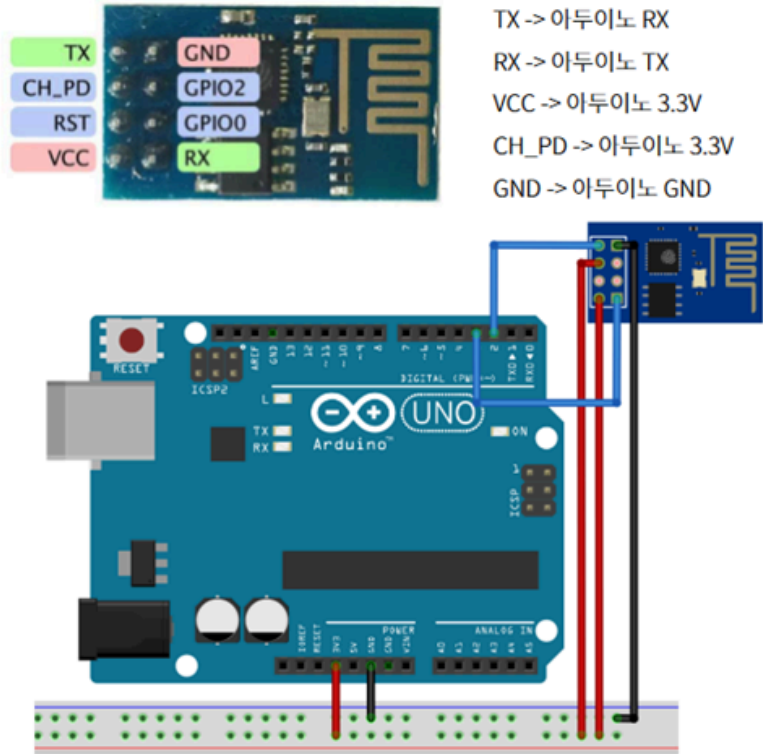 TX GND
CH_PD GPIO2
RST GPIO0
VCC RX
TX -> 아두이노 RX
RX -> 아두이노 TX
VCC -> 아두이노 3.3V
CH_PD -> 아두이노 3.3V
GND -> 아두이노 GND
RESET
ICSP2
AREF
GND
13
12
~11
~10
~9
8
7
~6
~5
4
2
TX0▶1
RX0◀0
DIGITAL (PWM~)
L
TX
RX
UNO
Arduino™
ON
1
ICSP
POWER
ANALOG IN
IOREF
RESET
3V3
5V
GND
GND
VIN
A0
A1
A2
A3
A4
A5